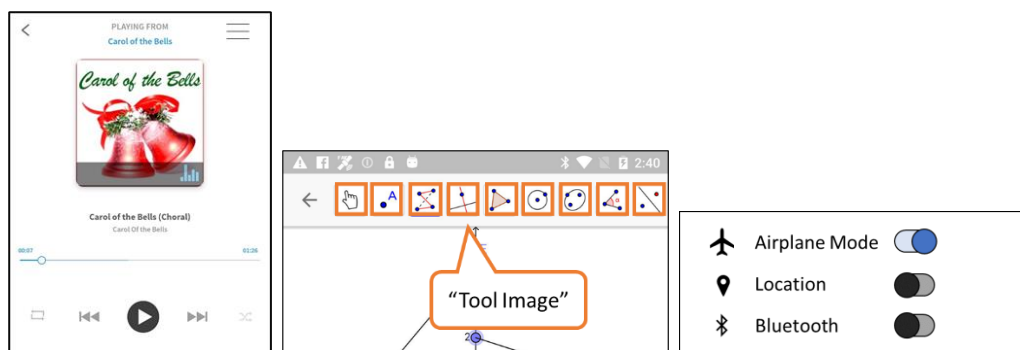 PLAYING FROM
Carol of the Bells
Carol of the Bells
Carol of the Bells (Choral)
Carol Of the Bells
00:07
01:26
2:40
A
E
"Tool Image"
2
Airplane Mode
Location
Bluetooth